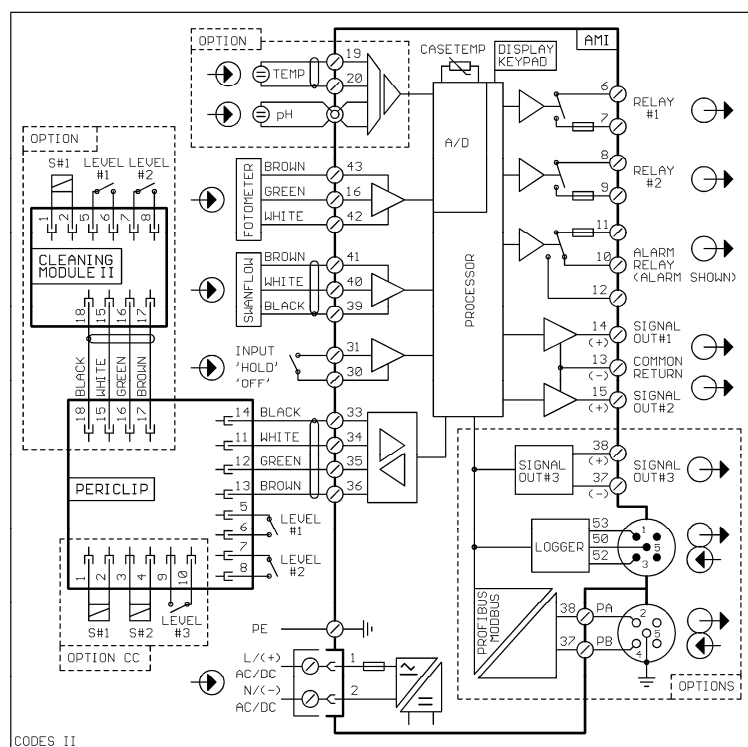 OPTION
19
TEMP
20
pH
CASETEMP
DISPLAY
KEYPAD
AMI
6
RELAY
#1
7
A/D
OPTION
S#1
LEVEL
#1
LEVEL
#2
1
2
5
6
7
8
CLEANING
MODULE II
18
15
16
17
BLACK
WHITE
GREEN
BROWN
18
15
16
17
FOTOMETER
BROWN
43
GREEN
16
WHITE
42
8
RELAY
#2
9
SWANFLOW
BROWN
41
WHITE
40
BLACK
39
PROCESSOR
11
10
ALARM
RELAY
(ALARM SHOWN)
12
INPUT
'HOLD'
'OFF'
31
30
14
(+)
SIGNAL
OUT#1
13
(-)
COMMON
RETURN
15
(+)
SIGNAL
OUT#2
PERICLIP
14
BLACK
33
11
WHITE
34
12
GREEN
35
13
BROWN
36
5
6
LEVEL
#1
7
8
LEVEL
#2
1
2
3
4
9
10
S#1
S#2
LEVEL
#3
OPTION CC
SIGNAL
OUT#3
38
(+)
37
(-)
SIGNAL
OUT#3
LOGGER
53
50
52
1
5
3
PROFIBUS
MODBUS
38
PA
37
PB
2
5
4
OPTIONS
PE
L/(+)
AC/DC
1
N/(-)
AC/DC
2
CODES II